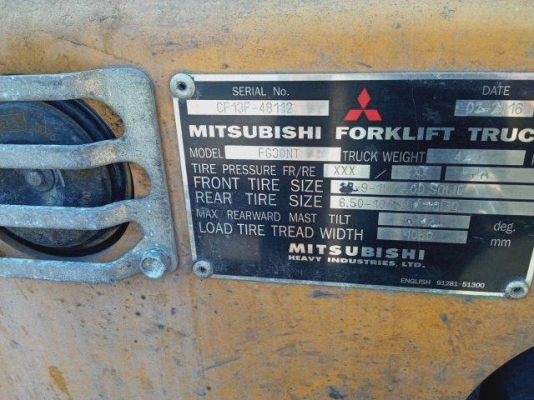 SERIAL No. DATE
CF13F-48112
MITSUBISHI FORKLIFT TRUC
MODEL FG30NT TRUCK WEIGHT
TIRE PRESSURE FR/RE XXX
FRONT TIRE SIZE
REAR TIRE SIZE 6.50-10
MAX REARWARD MAST TILT deg.
LOAD TIRE TREAD WIDTH mm
MITSUBISHI
HEAVY INDUSTRIES, LTD.
ENGLISH 91281-51300